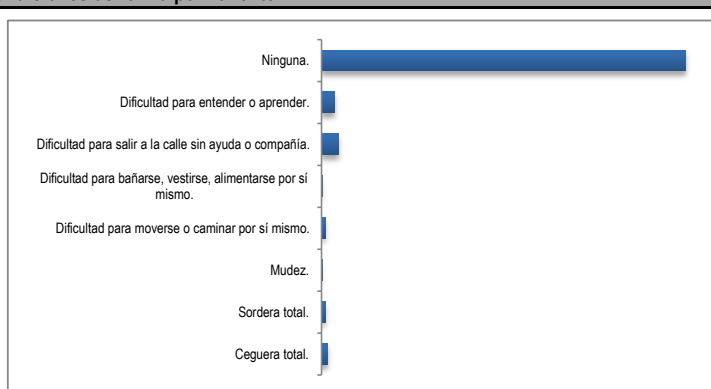 Ninguna.
Dificultad para entender o aprender.
Dificultad para salir a la calle sin ayuda o compañía.
Dificultad para bañarse, vestirse, alimentarse por sí
mismo.
Dificultad para moverse o caminar por sí mismo.
Mudez.
Sordera total.
Ceguera total.